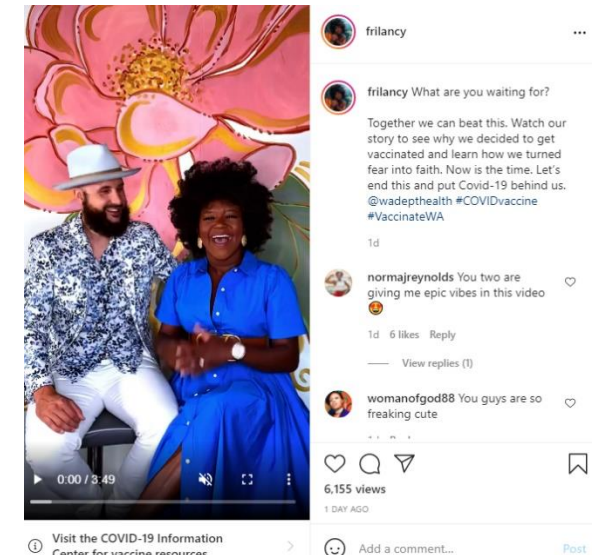 frilancy
frilancy What are you waiting for?
Together we can beat this. Watch our
story to see why we decided to get
vaccinated and learn how we turned
fear into faith. Now is the time. Let's
end this and put Covid-19 behind us.
@wadepthealth #COVIDvaccine
#VaccinateWA
1d
normajreynolds You two are
giving me epic vibes in this video
😍
1d 6 likes Reply
View replies (1)
womanofgod88 You guys are so
freaking cute
6,155 views
1 DAY AGO
Add a comment... Post
0:00 / 3:49
Visit the COVID-19 Information
Center for vaccine resources